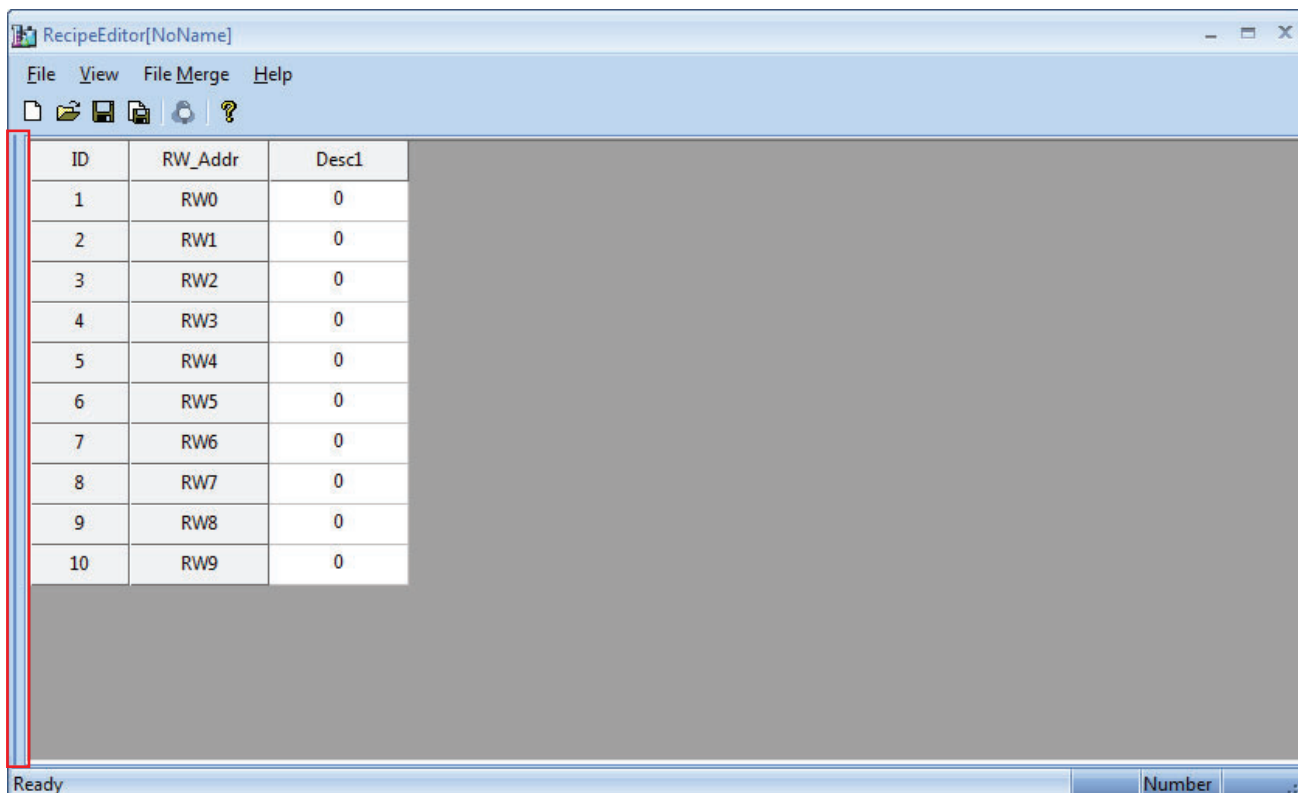 RecipeEditor[NoName]
File View File Merge Help
ID RW_Addr Desc1
1 RW0 0
2 RW1 0
3 RW2 0
4 RW3 0
5 RW4 0
6 RW5 0
7 RW6 0
8 RW7 0
9 RW8 0
10 RW9 0
Ready Number